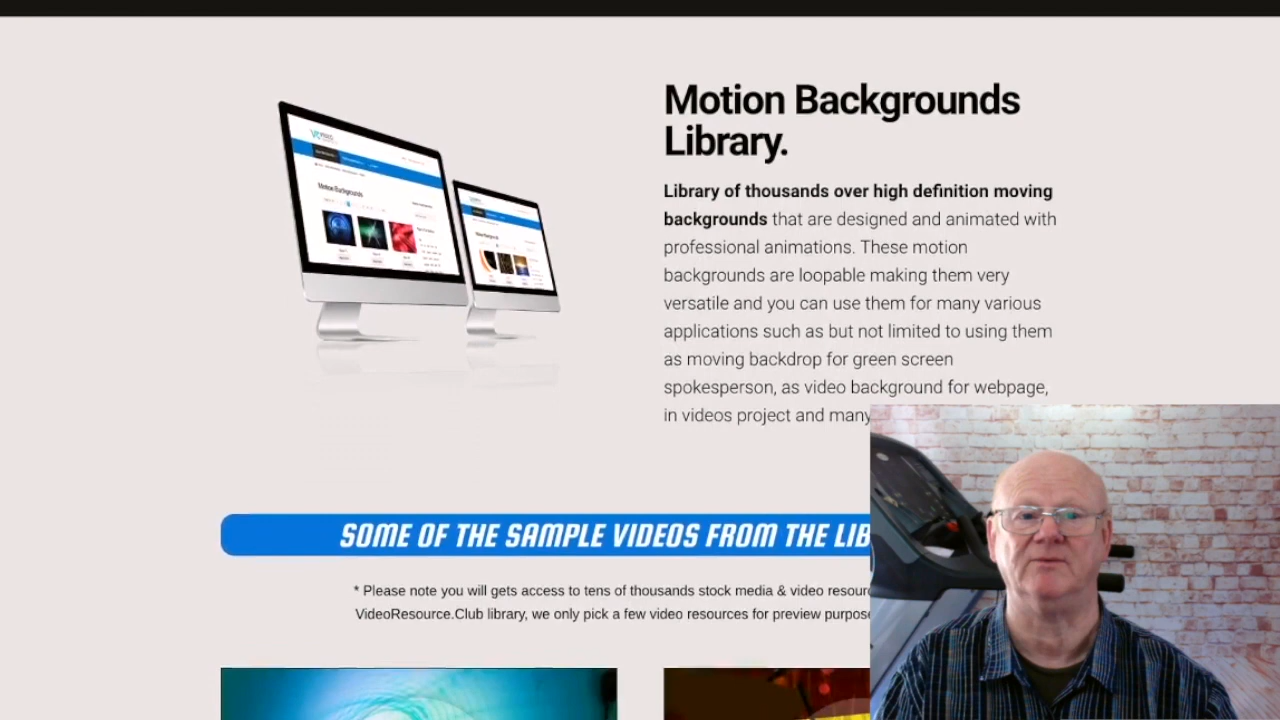 Motion Backgrounds
Library.
Library of thousands over high definition moving
backgrounds that are designed and animated with
professional animations. These motion
backgrounds are loopable making them very
versatile and you can use them for many various
applications such as but not limited to using them
as moving backdrop for green screen
spokesperson, as video background for webpage,
in videos project and many
Motion Backgrounds
SOME OF THE SAMPLE VIDEOS FROM THE LIB
* Please note you will gets access to tens of thousands stock media & video resour
VideoResource.Club library, we only pick a few video resources for preview purpose